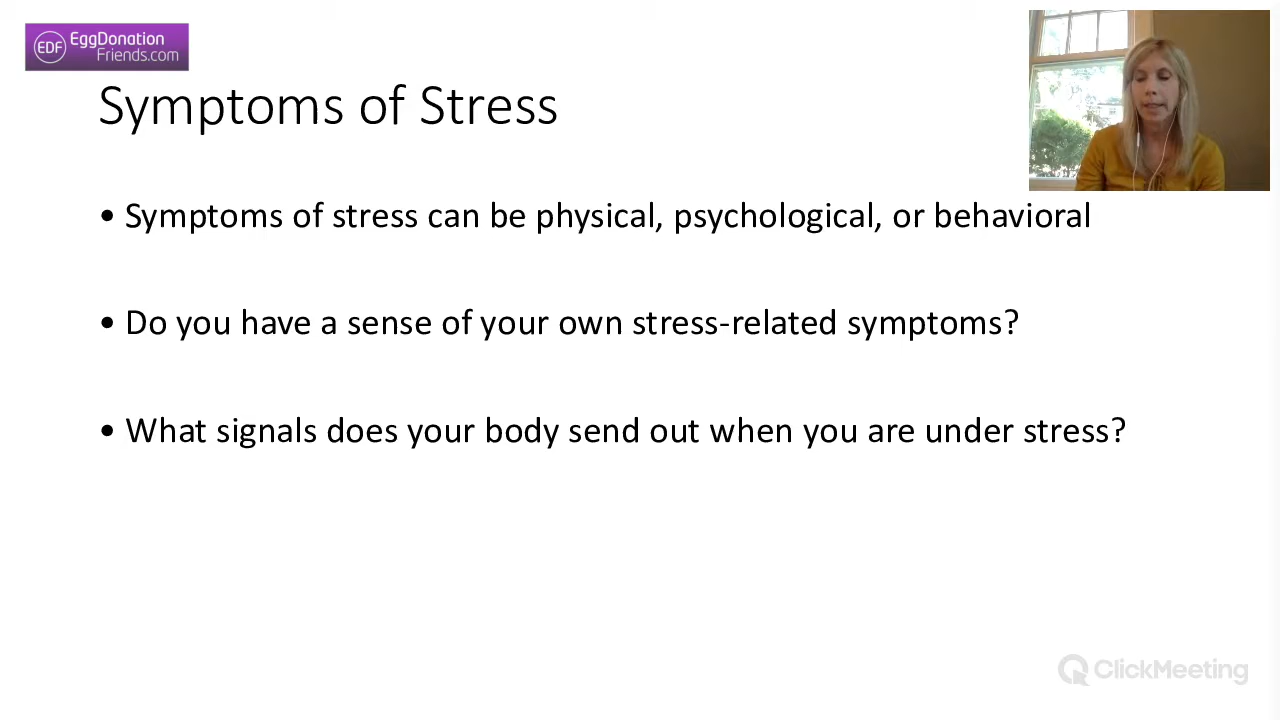 EDF EggDonation
Friends.com
Symptoms of Stress
• Symptoms of stress can be physical, psychological, or behavioral
• Do you have a sense of your own stress-related symptoms?
• What signals does your body send out when you are under stress?
ClickMeeting